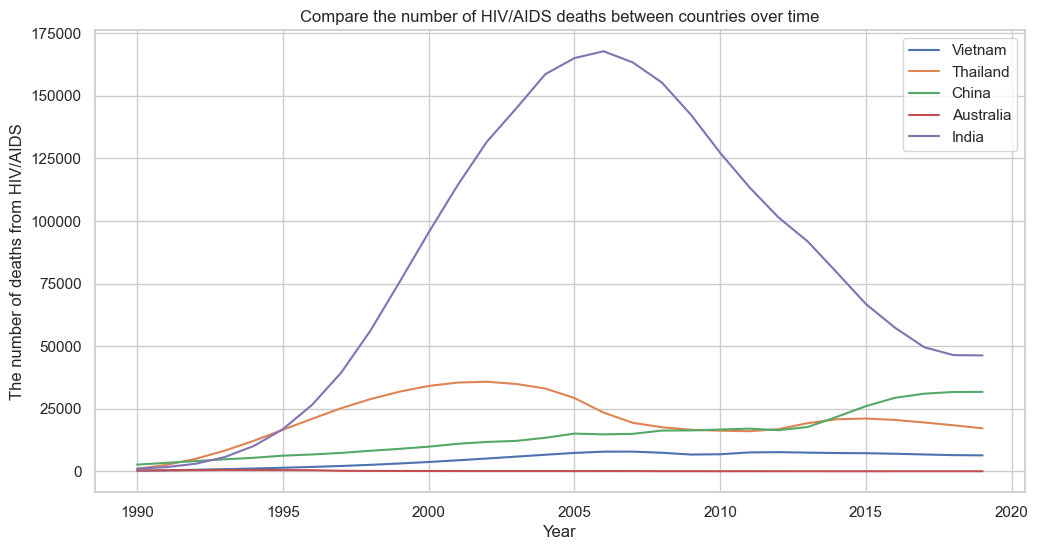 Compare the number of HIV/AIDS deaths between countries over time
The number of deaths from HIV/AIDS
175000
150000
125000
100000
75000
50000
25000
0
Vietnam
Thailand
China
Australia
India
1990
1995
2000
2005
2010
2015
2020
Year